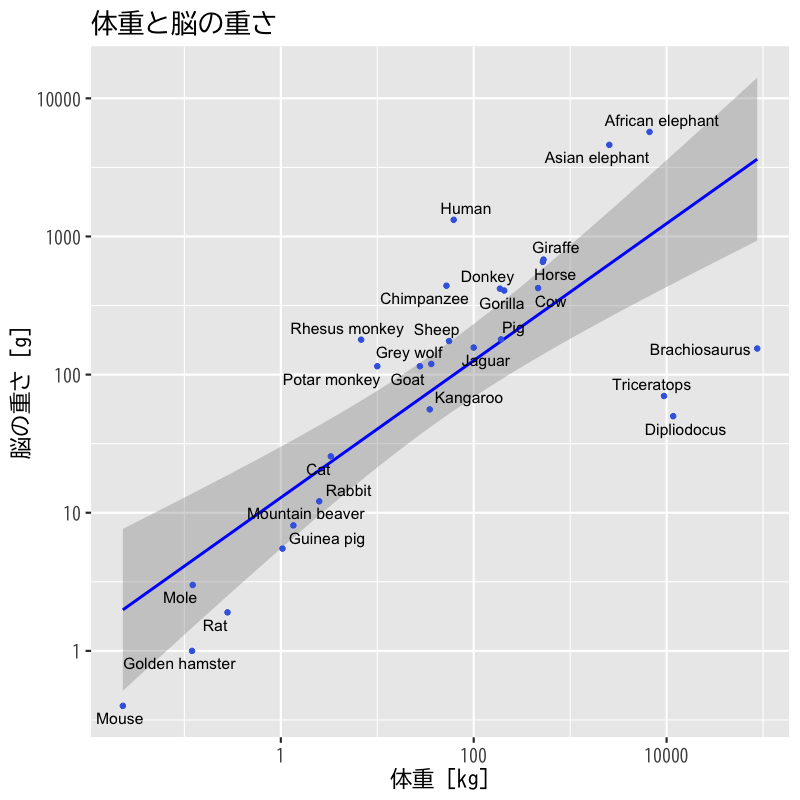 体重と脳の重さ
10000
African elephant
Asian elephant
Human
1000
Giraffe
Donkey
Horse
Chimpanzee
Gorilla
Cow
Rhesus monkey
Sheep
Pig
Grey wolf
Brachiosaurus
Jaguar
100
Potar monkey
Goat
Triceratops
Kangaroo
Dipliodocus
Cat
Rabbit
10
Mountain beaver
Guinea pig
Mole
Rat
1
Golden hamster
Mouse
1
100
10000
体重 [kg]
脳の重さ [g]